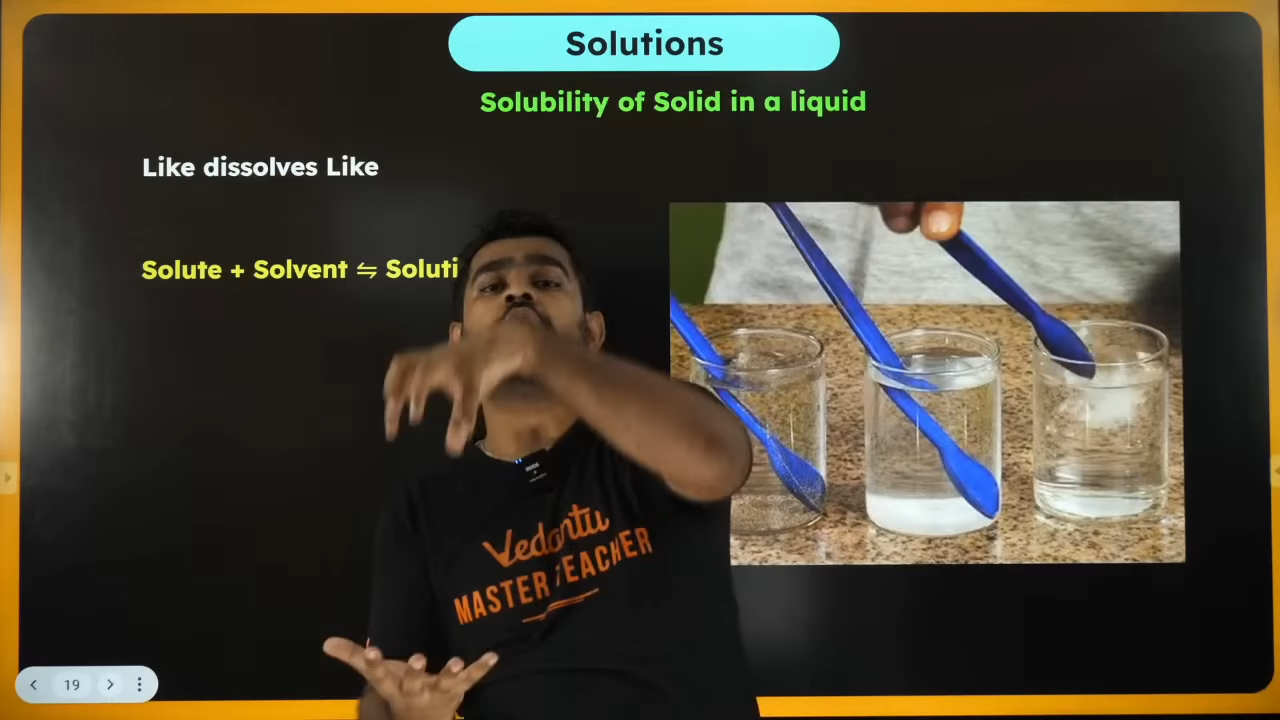 Solutions
Solubility of Solid in a liquid
Like dissolves Like
Solute + Solvent ⇋ Soluti
Vedantu
MASTER TEACHER
19